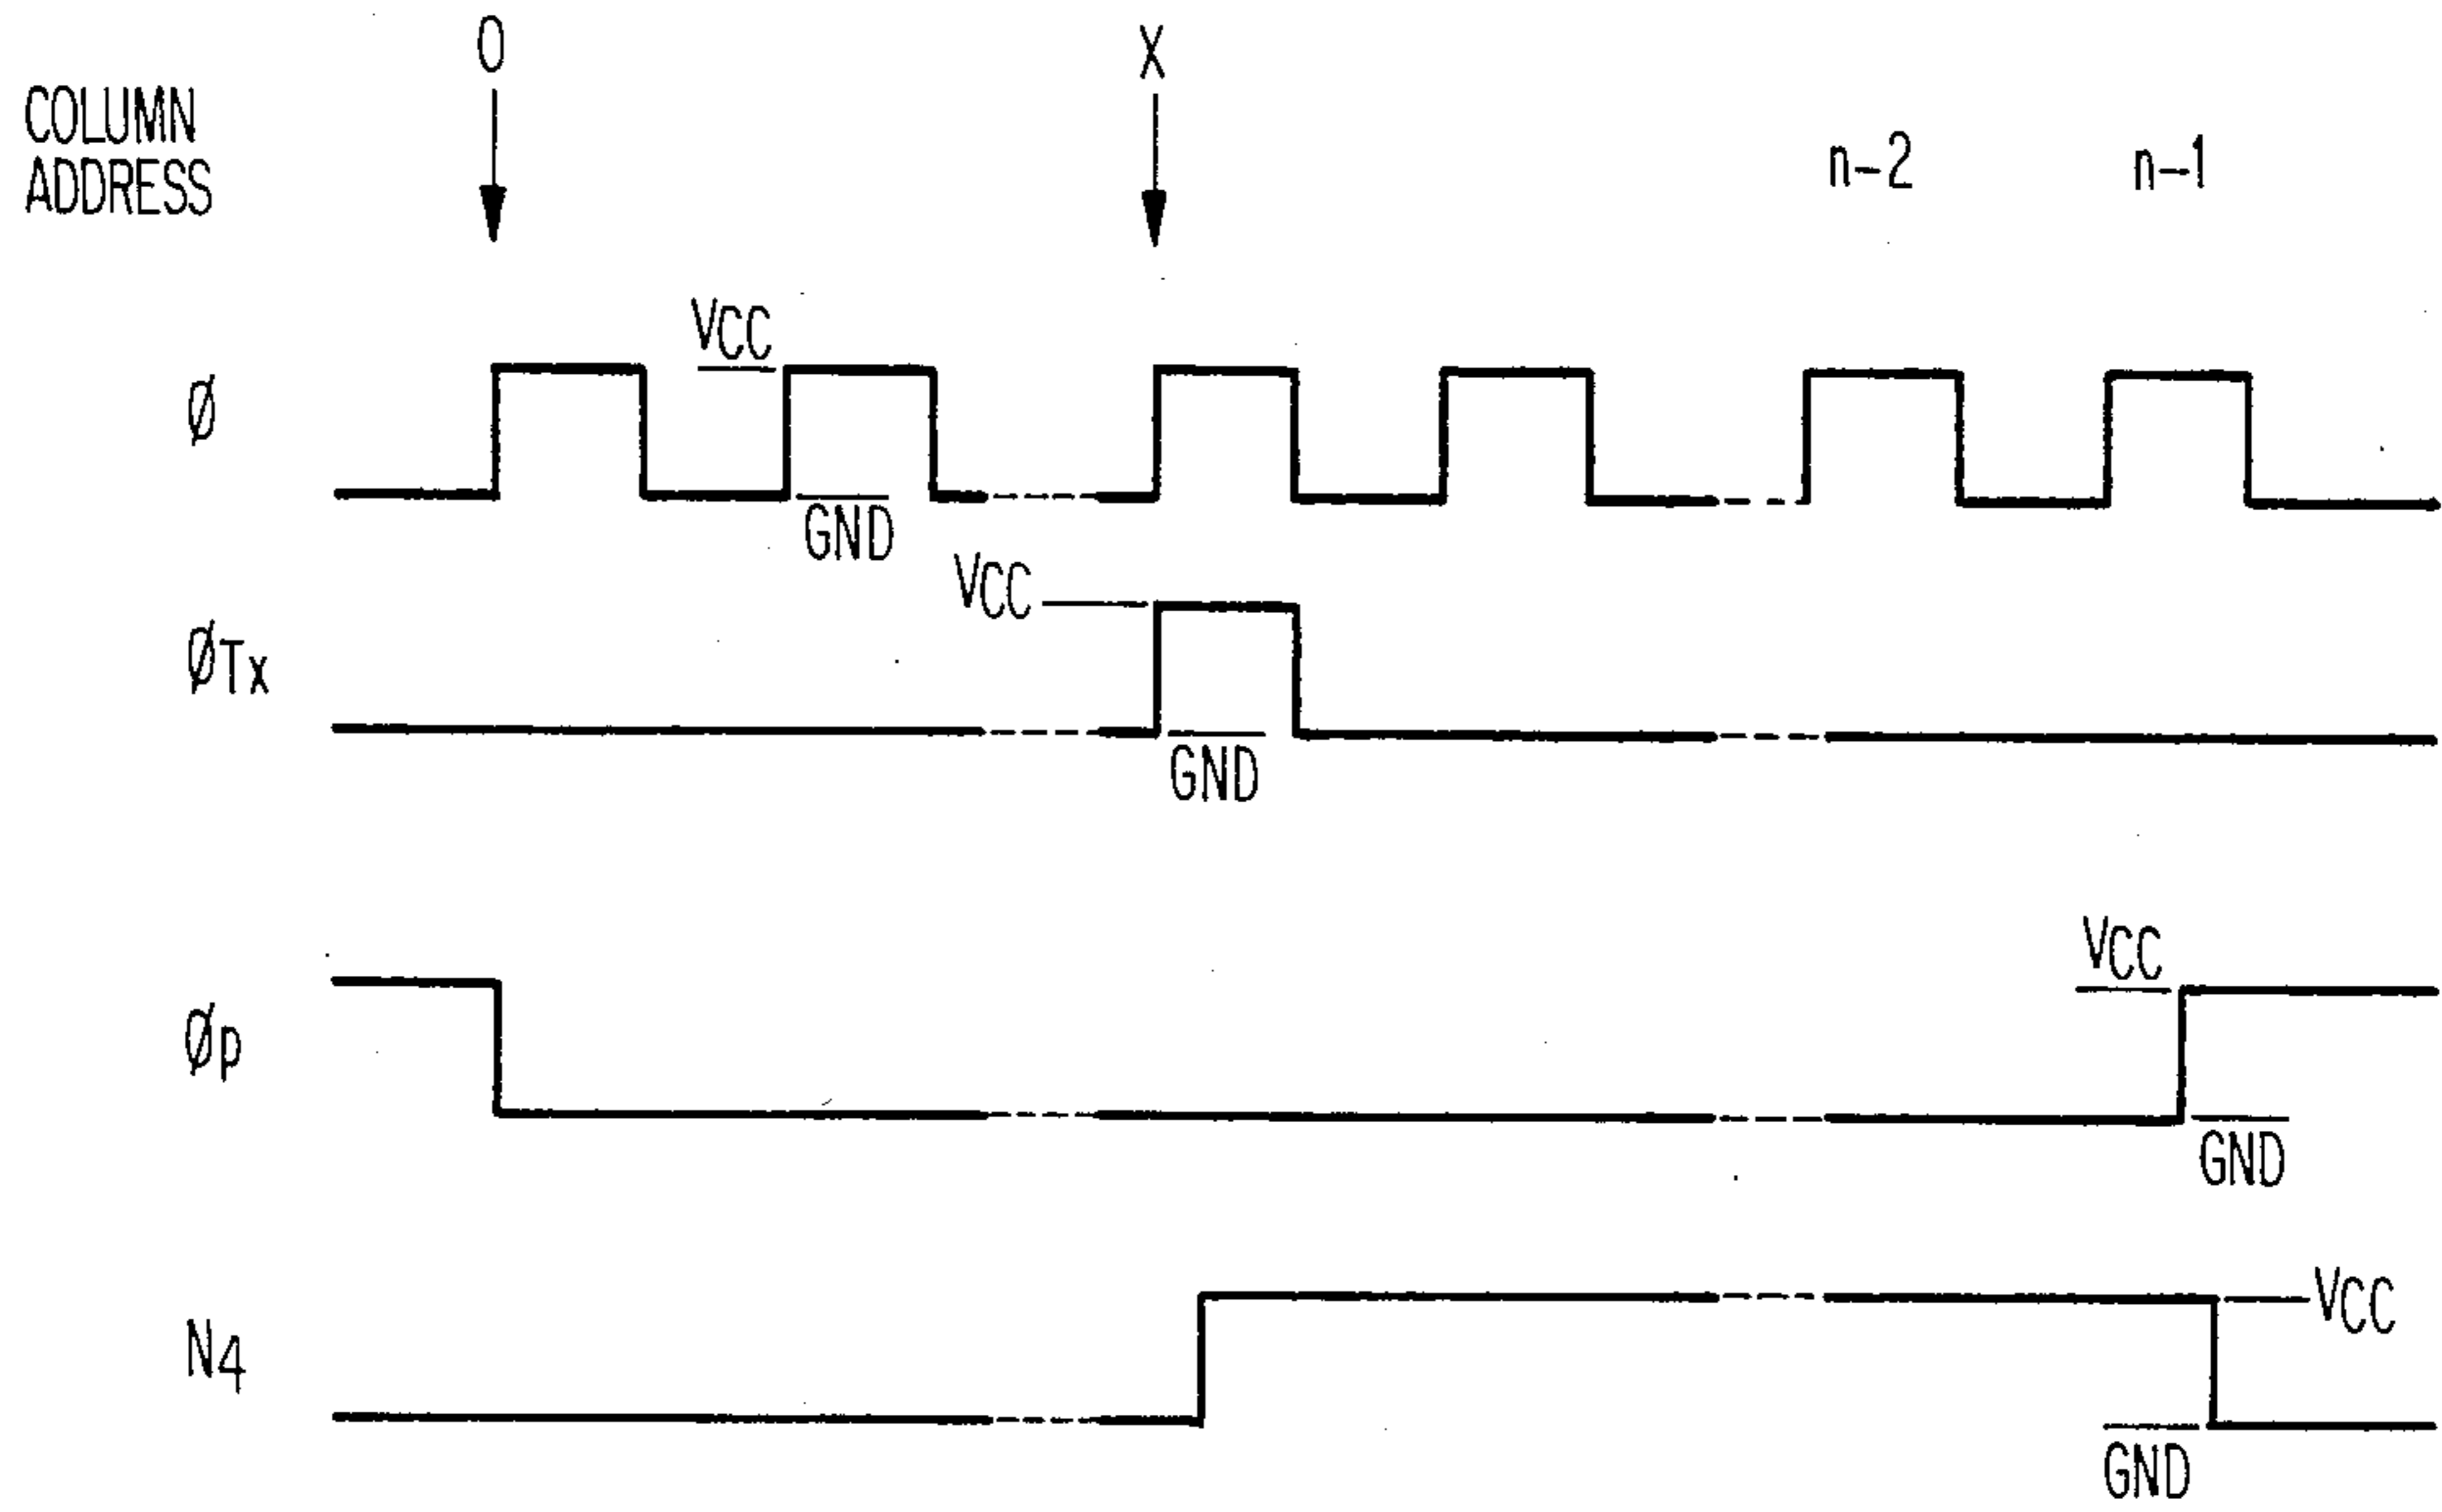 0
X
COLUMN
ADDRESS
n-2
n-1
VCC
Ø
GND
VCC
ØTx
GND
VCC
Øp
GND
VCC
N4
GND